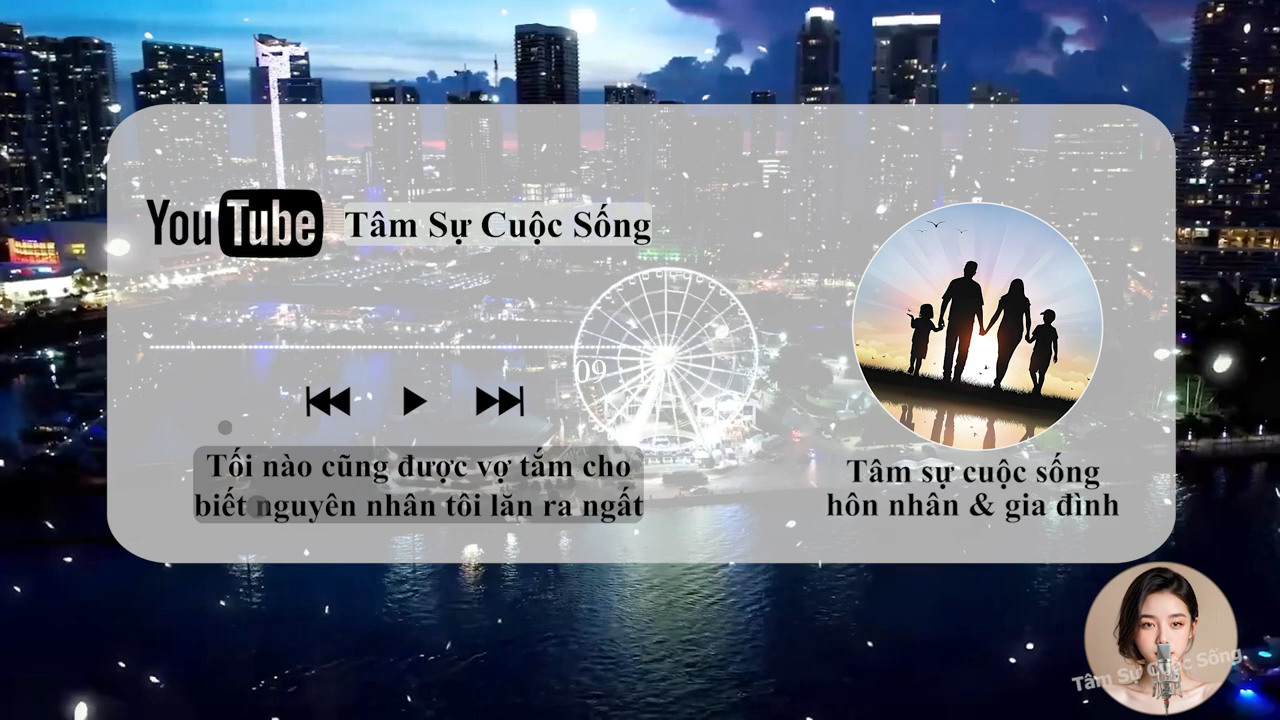 YouTube
Tâm Sự Cuộc Sống
09
Tối nào cũng được vợ tắm cho
biết nguyên nhân tôi lăn ra ngất
Tâm sự cuộc sống
hôn nhân & gia đình
Tâm Sự Cuộc Sống